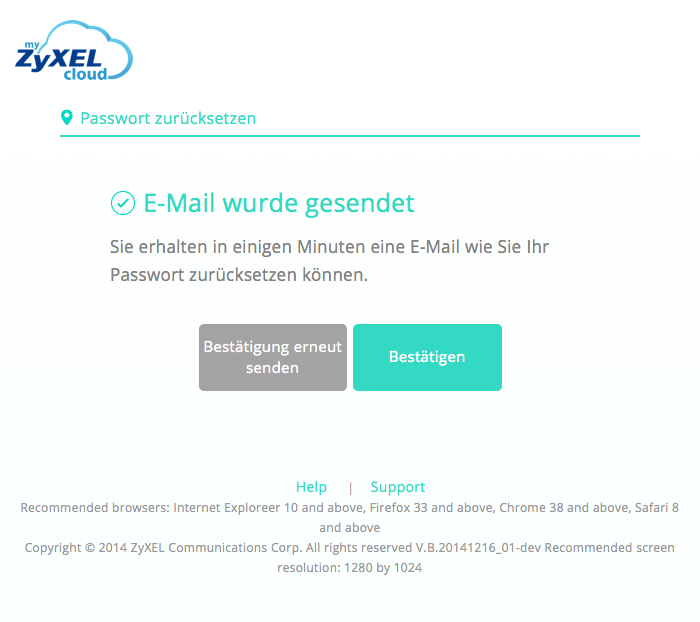 my
ZyXEL
cloud
Passwort zurücksetzen
E-Mail wurde gesendet
Sie erhalten in einigen Minuten eine E-Mail wie Sie Ihr
Passwort zurücksetzen können.
Bestätigung erneut
senden
Bestätigen
Help | Support
Recommended browsers: Internet Exploreer 10 and above, Firefox 33 and above, Chrome 38 and above, Safari 8
and above
Copyright © 2014 ZyXEL Communications Corp. All rights reserved V.B.20141216_01-dev Recommended screen
resolution: 1280 by 1024